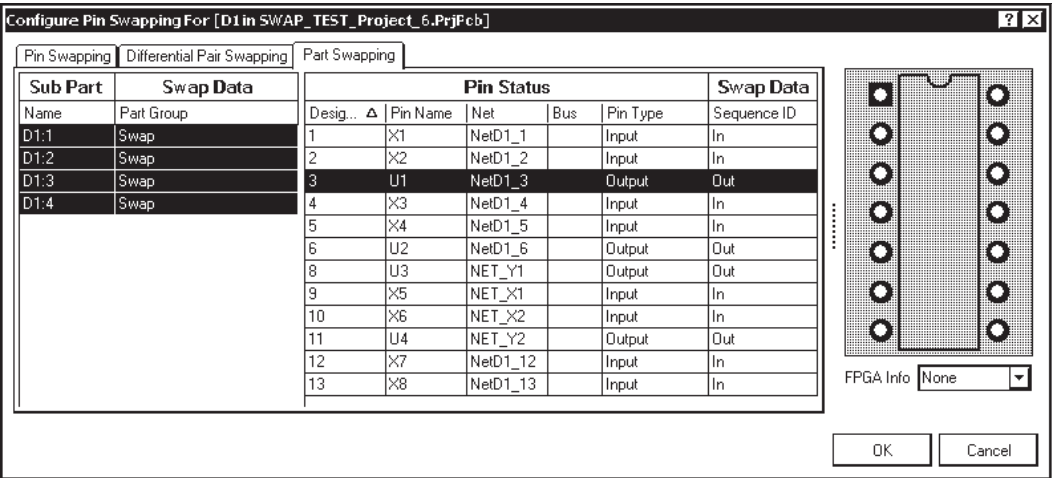 Configure Pin Swapping For [D1 in SWAP_TEST_Project_6.PrjPcb]
Pin Swapping Differential Pair Swapping Part Swapping
Sub Part Swap Data Pin Status Swap Data
Name Part Group Desig... Pin Name Net Bus Pin Type Sequence ID
D1:1 Swap 1 X1 NetD1_1 Input In
D1:2 Swap 2 X2 NetD1_2 Input In
D1:3 Swap 3 U1 NetD1_3 Output Out
D1:4 Swap 4 X3 NetD1_4 Input In
5 X4 NetD1_5 Input In
6 U2 NetD1_6 Output Out
8 U3 NET_Y1 Output Out
9 X5 NET_X1 Input In
10 X6 NET_X2 Input In
11 U4 NET_Y2 Output Out
12 X7 NetD1_12 Input In
13 X8 NetD1_13 Input In
FPGA Info None
OK Cancel